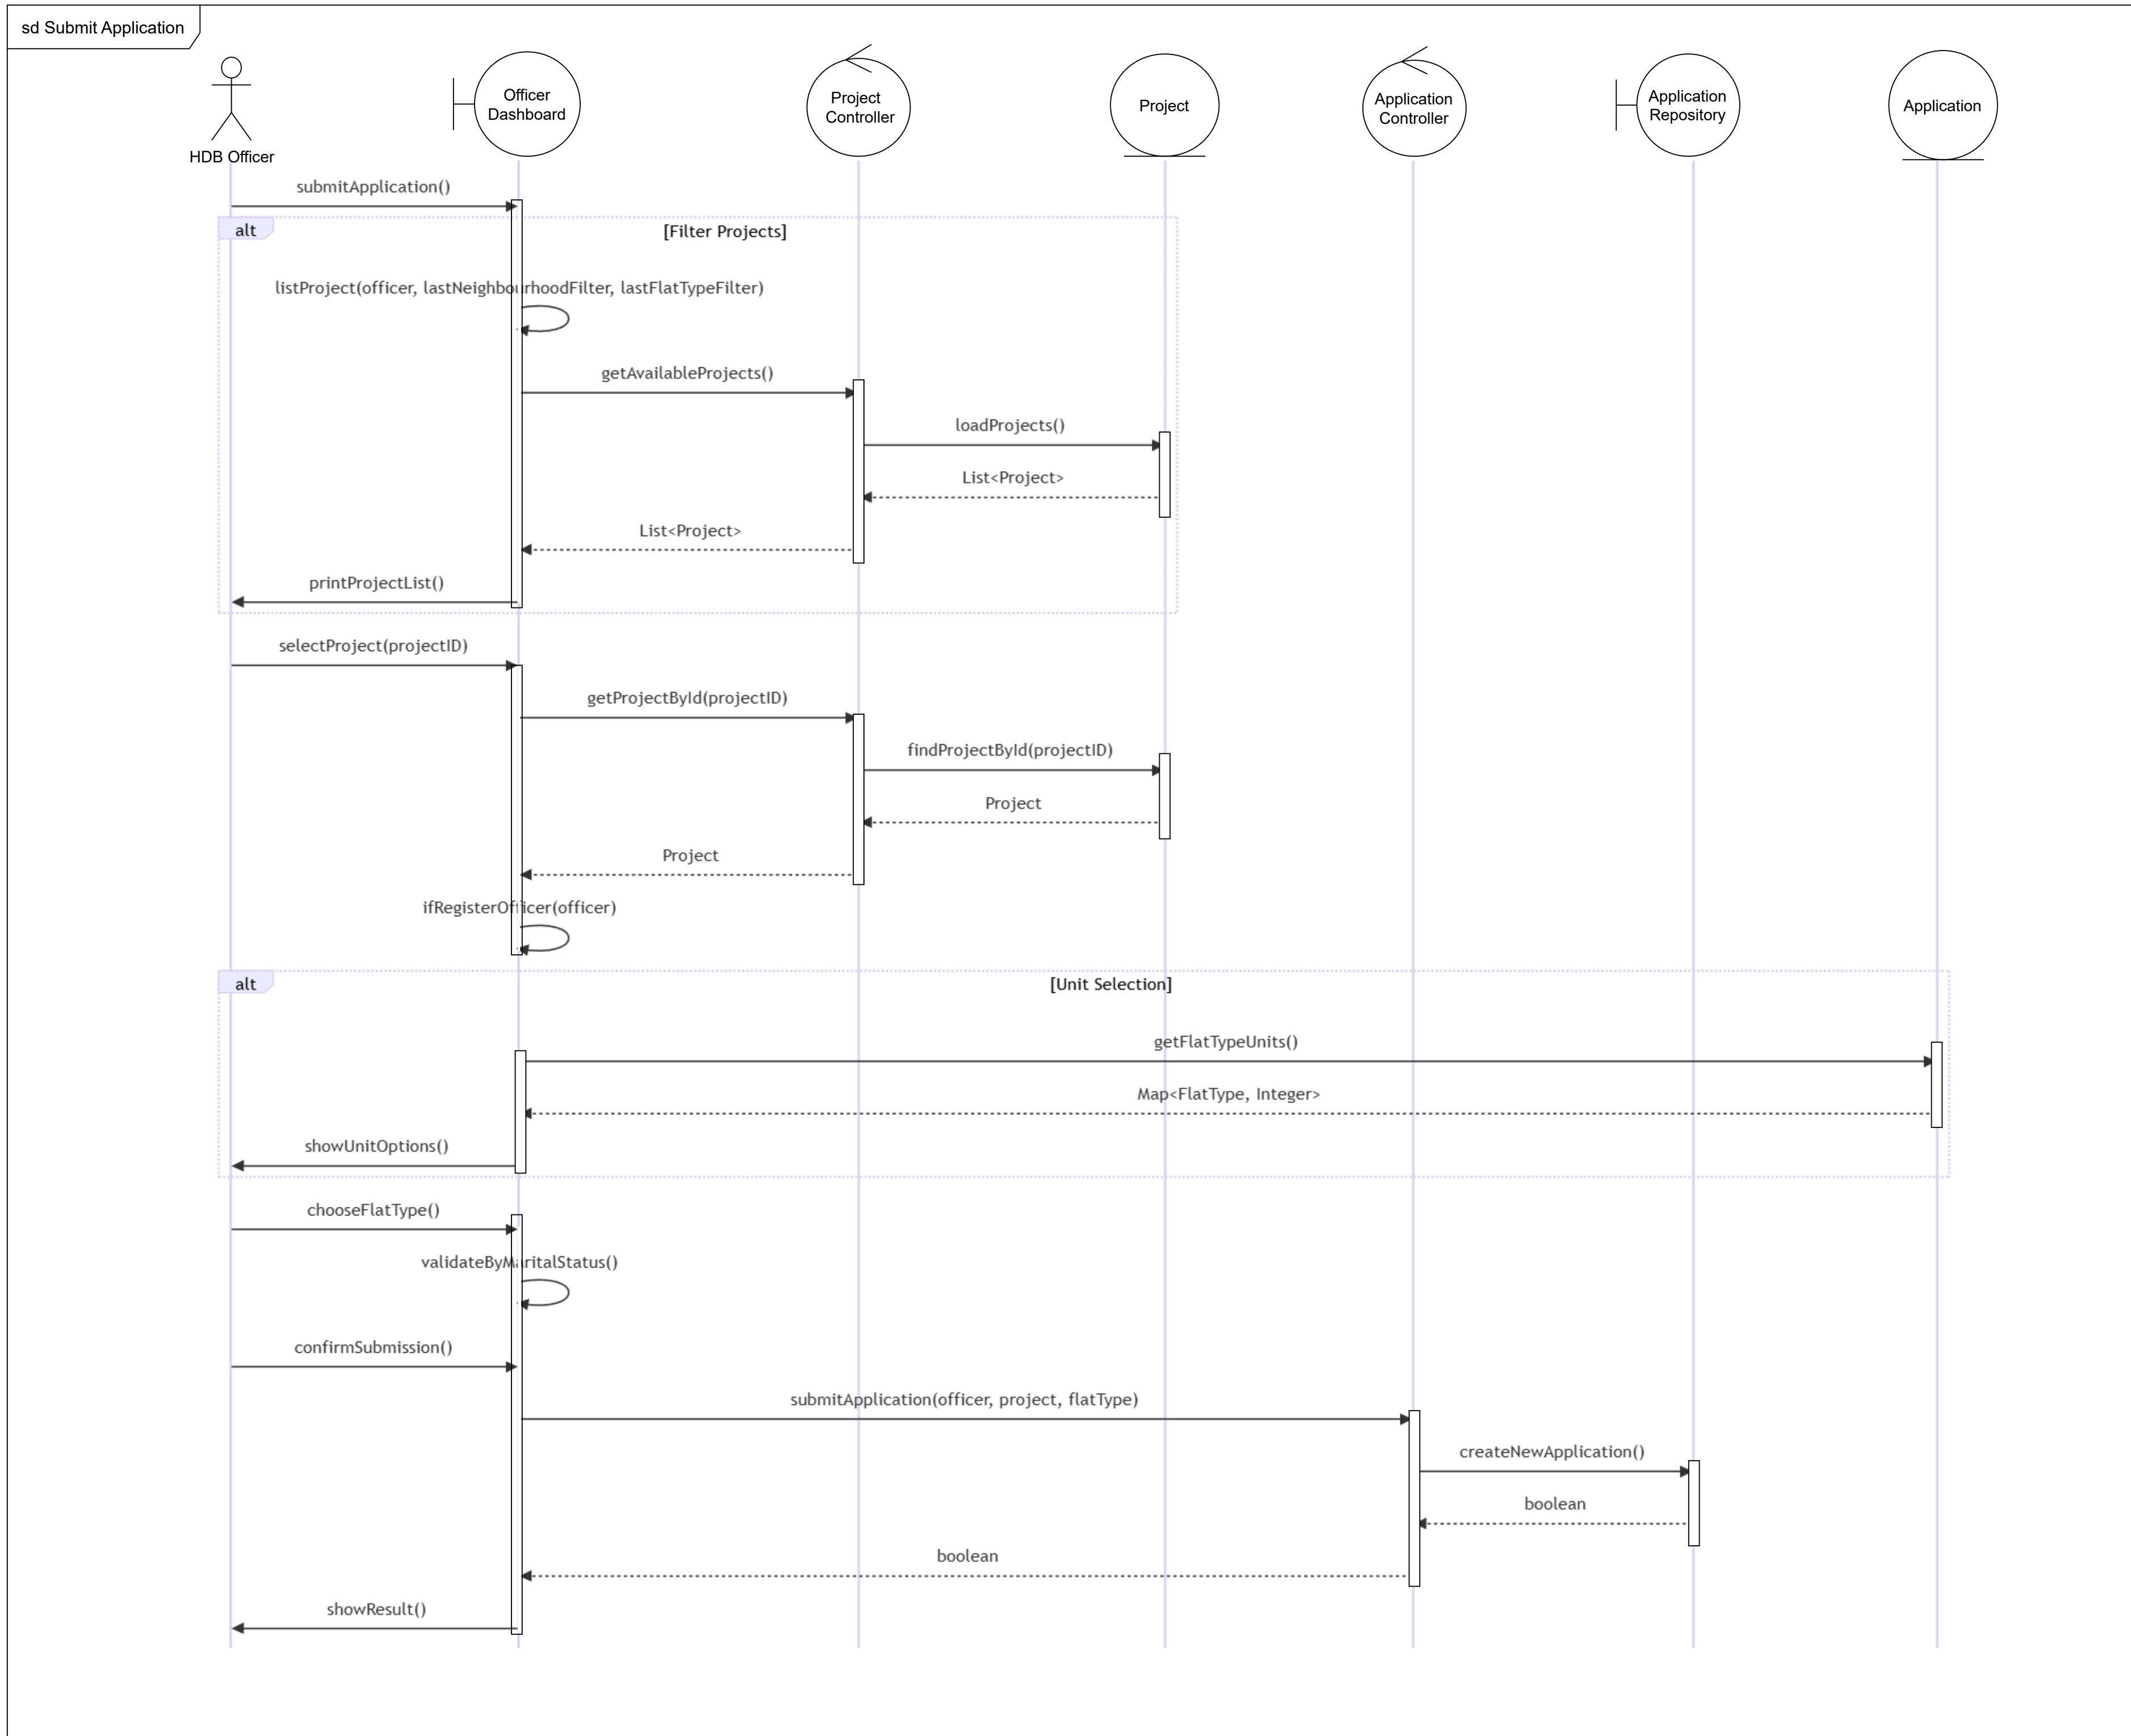 sd Submit Application
HDB Officer
Officer
Dashboard
Project
Controller
Project
Application
Controller
Application
Repository
Application
submitApplication()
alt
[Filter Projects]
listProject(officer, lastNeighbourhoodFilter, lastFlatTypeFilter)
getAvailableProjects()
loadProjects()
List<Project>
List<Project>
printProjectList()
selectProject(projectID)
getProjectById(projectID)
findProjectById(projectID)
Project
Project
ifRegisterOfficer(officer)
alt
[Unit Selection]
getFlatTypeUnits()
Map<FlatType, Integer>
showUnitOptions()
chooseFlatType()
validateByMaritalStatus()
confirmSubmission()
submitApplication(officer, project, flatType)
createNewApplication()
boolean
boolean
showResult()